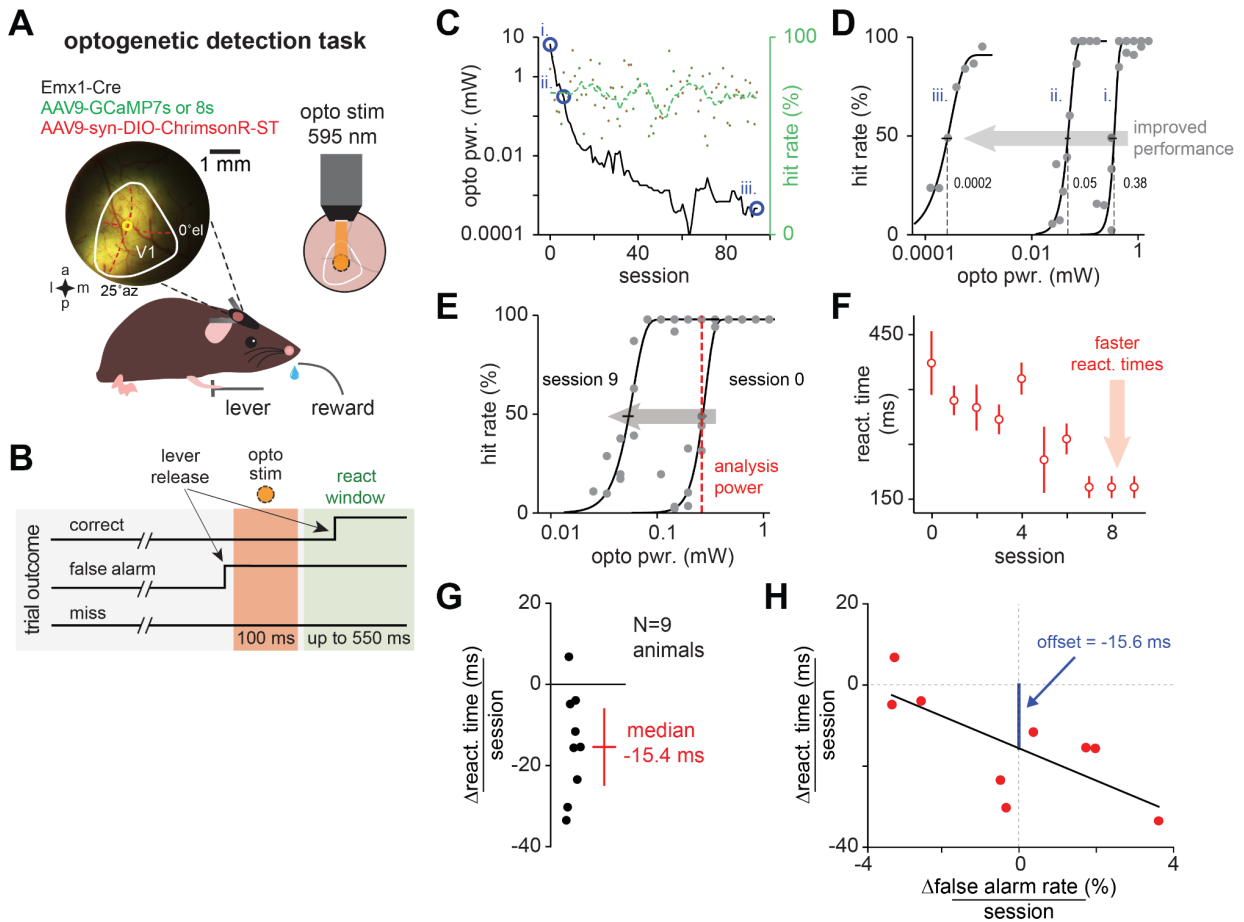 A
optogenetic detection task
Emx1-Cre
AAV9-GCaMP7s or 8s
AAV9-syn-DIO-ChrimsonR-ST
1 mm
opto stim
595 nm
0°el
V1
25°az
a
l m
p
lever
reward
B
lever
release
opto
stim
react
window
trial outcome
correct
false alarm
miss
100 ms
up to 550 ms
C
opto pwr. (mW)
10
1
0.01
0.0001
i.
ii.
iii.
0
40
80
session
100
0
hit rate (%)
D
hit rate (%)
100
50
0
iii.
ii.
i.
improved
performance
0.0002
0.05
0.38
0.0001
0.01
1
opto pwr. (mW)
E
hit rate (%)
100
50
0
session 9
session 0
analysis
power
0.01
0.1
1
opto pwr. (mW)
F
react. time
(ms)
450
150
faster
react. times
0
4
8
session
G
Δreact. time (ms)
session
20
0
-20
-40
N=9
animals
median
-15.4 ms
H
Δreact. time (ms)
session
20
0
-20
-40
offset = -15.6 ms
-4
0
4
Δfalse alarm rate (%)
session